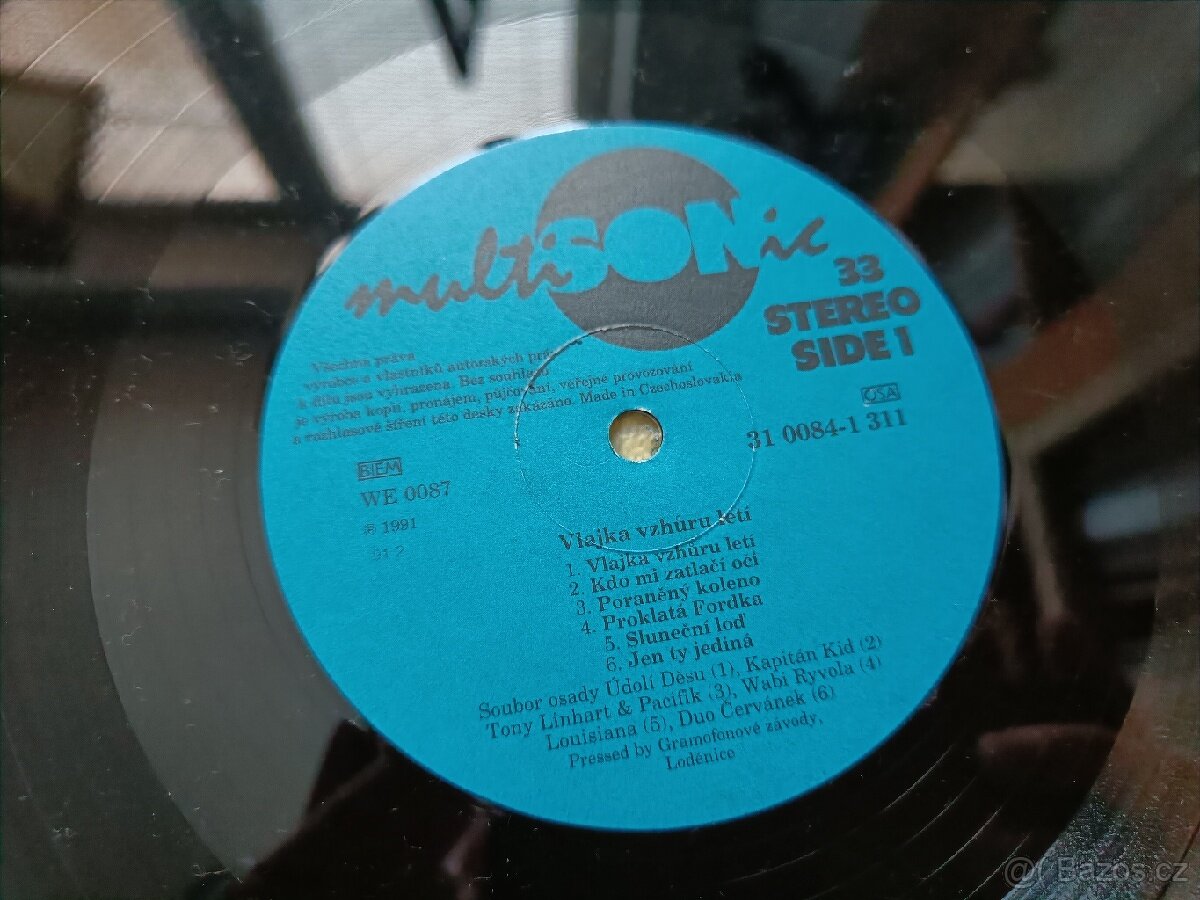 multiSONic
33
STEREO
SIDE 1
Všechna práva
výrobce a vlastníků autorských práv
k dílu jsou vyhrazena. Bez souhlasu
je výroba kopií, pronájem, půjčování, veřejné provozování
a rozhlasové šíření této desky zakázáno. Made in Czechoslovakia
OSA
31 0084-1 311
BIEM
WE 0087
℗ 1991
91 2
Vlajka vzhůru letí
1. Vlajka vzhůru letí
2. Kdo mi zatlačí oči
3. Poraněný koleno
4. Proklatá Fordka
5. Sluneční loď
6. Jen ty jediná
Soubor osady Údolí Děsu (1), Kapitán Kid (2)
Tony Linhart & Pacifik (3), Wabi Ryvola (4)
Louisiana (5), Duo Červánek (6)
Pressed by Gramofonové závody,
Loděnice
Bazos.cz